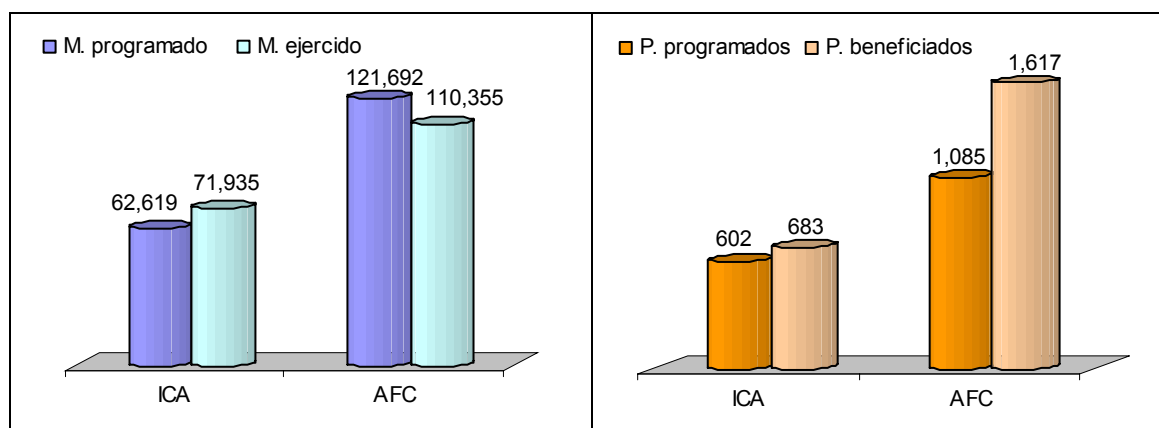 M. programado M. ejercido
121,692
110,355
71,935
62,619
ICA AFC
P. programados P. beneficiados
1,617
1,085
683
602
ICA AFC